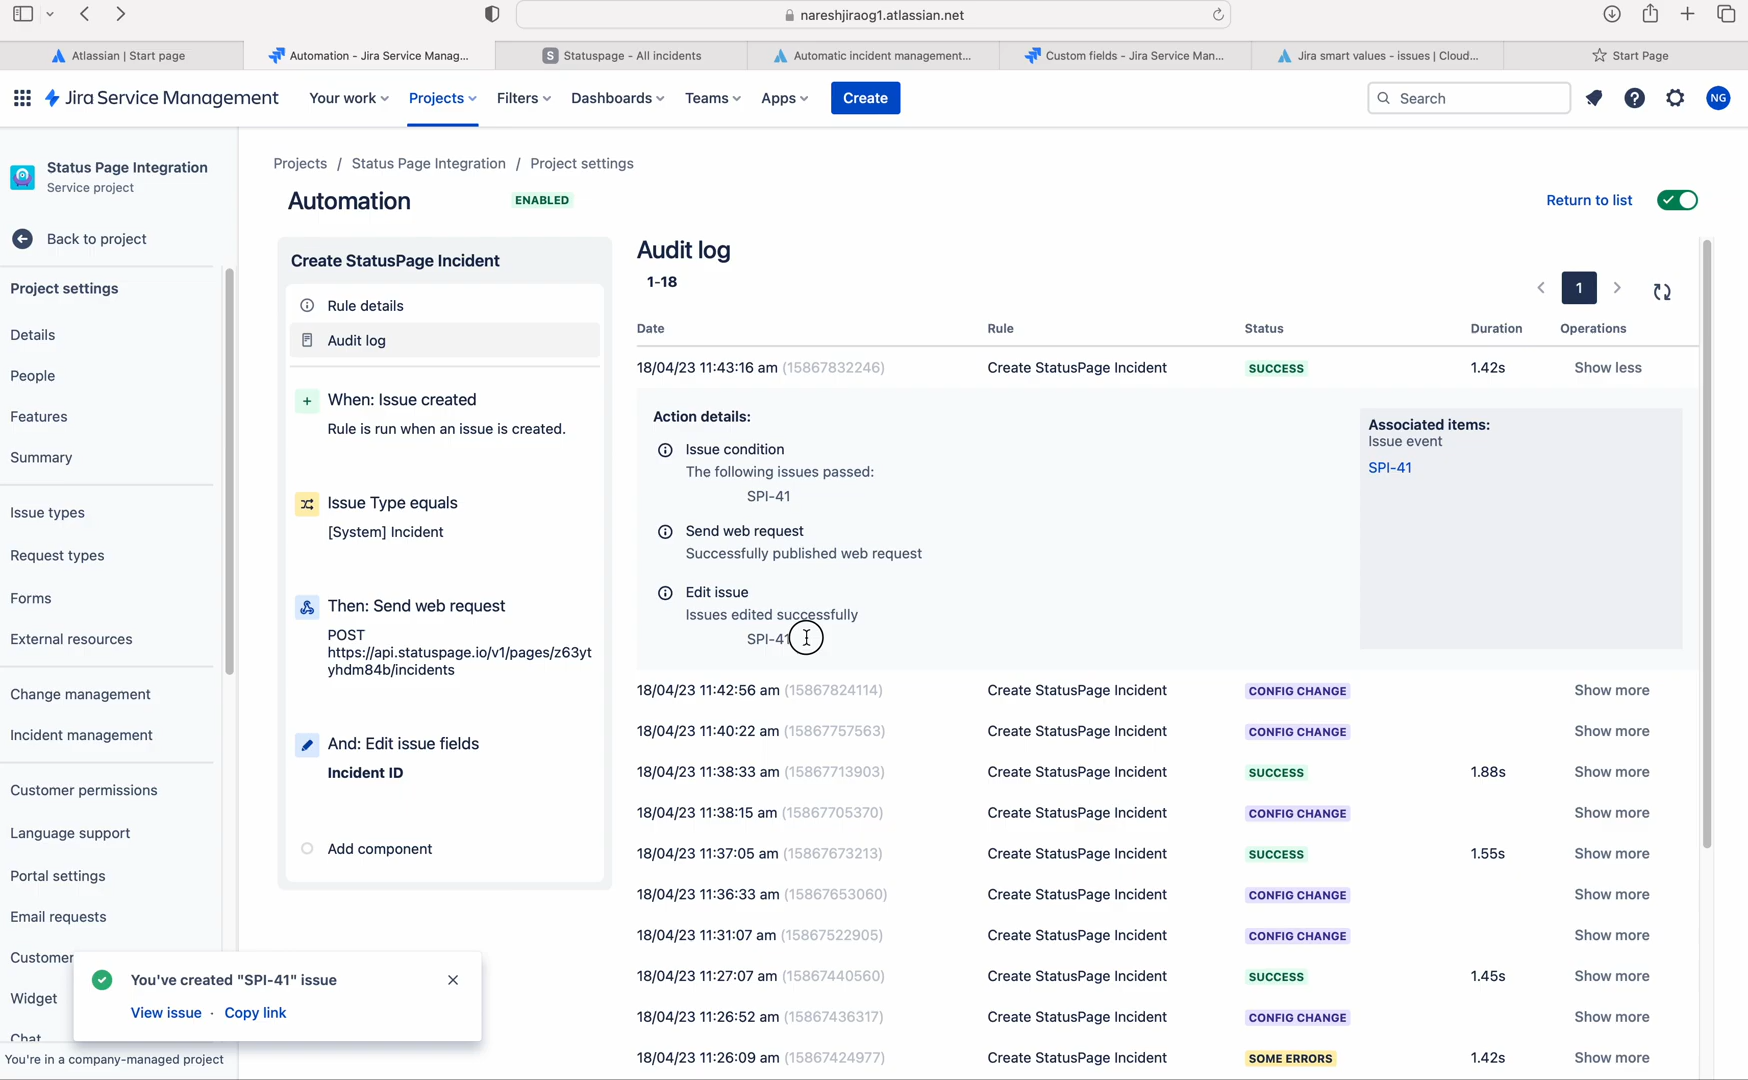 nareshjiraog1.atlassian.net
Atlassian | Start page
Automation - Jira Service Manag...
S Statuspage - All incidents
Automatic incident management...
Custom fields - Jira Service Man...
Jira smart values - issues | Cloud...
Start Page
Jira Service Management
Your work
Projects
Filters
Dashboards
Teams
Apps
Create
Search
NG
Status Page Integration
Service project
Back to project
Project settings
Details
People
Features
Summary
Issue types
Request types
Forms
External resources
Change management
Incident management
Customer permissions
Language support
Portal settings
Email requests
Customer
Widget
Chat
You're in a company-managed project
Projects / Status Page Integration / Project settings
Automation ENABLED
Return to list
Create StatusPage Incident
Rule details
Audit log
When: Issue created
Rule is run when an issue is created.
Issue Type equals
[System] Incident
Then: Send web request
POST
https://api.statuspage.io/v1/pages/z63yt
yhdm84b/incidents
And: Edit issue fields
Incident ID
Add component
Audit log
1-18
1
Date Rule Status Duration Operations
18/04/23 11:43:16 am (15867832246) Create StatusPage Incident SUCCESS 1.42s Show less
Action details:
Issue condition
The following issues passed:
SPI-41
Send web request
Successfully published web request
Edit issue
Issues edited successfully
SPI-41
Associated items:
Issue event
SPI-41
18/04/23 11:42:56 am (15867824114) Create StatusPage Incident CONFIG CHANGE Show more
18/04/23 11:40:22 am (15867757563) Create StatusPage Incident CONFIG CHANGE Show more
18/04/23 11:38:33 am (15867713903) Create StatusPage Incident SUCCESS 1.88s Show more
18/04/23 11:38:15 am (15867705370) Create StatusPage Incident CONFIG CHANGE Show more
18/04/23 11:37:05 am (15867673213) Create StatusPage Incident SUCCESS 1.55s Show more
18/04/23 11:36:33 am (15867653060) Create StatusPage Incident CONFIG CHANGE Show more
18/04/23 11:31:07 am (15867522905) Create StatusPage Incident CONFIG CHANGE Show more
18/04/23 11:27:07 am (15867440560) Create StatusPage Incident SUCCESS 1.45s Show more
18/04/23 11:26:52 am (15867436317) Create StatusPage Incident CONFIG CHANGE Show more
18/04/23 11:26:09 am (15867424977) Create StatusPage Incident SOME ERRORS 1.42s Show more
You've created "SPI-41" issue
View issue · Copy link